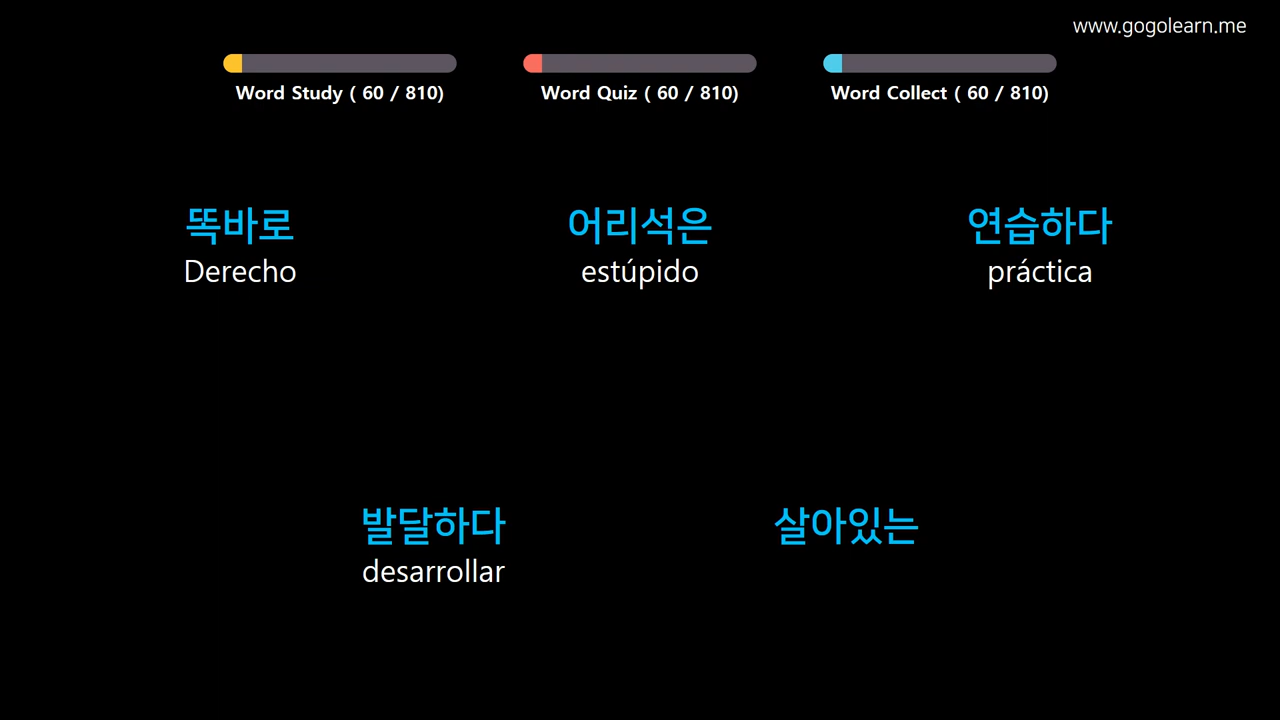 www.gogolearn.me
Word Study ( 60 / 810)
Word Quiz ( 60 / 810)
Word Collect ( 60 / 810)
똑바로
Derecho
어리석은
estúpido
연습하다
práctica
발달하다
desarrollar
살아있는